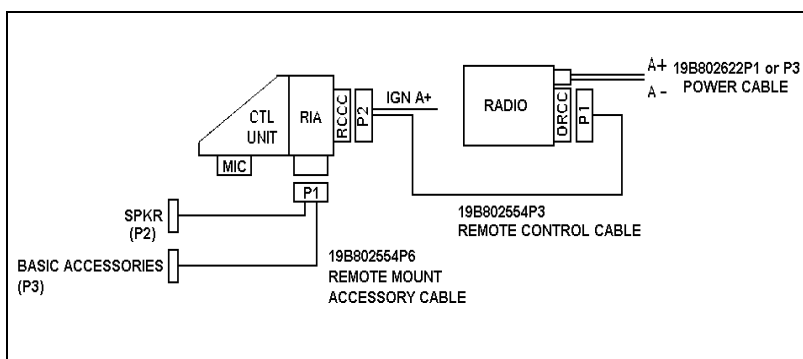 CTL
UNIT
RIA
RCCC
P2
IGN A+
RADIO
ORCC
P1
A+
A-
19B802622P1 or P3
POWER CABLE
MIC
P1
SPKR
(P2)
BASIC ACCESSORIES
(P3)
19B802554P6
REMOTE MOUNT
ACCESSORY CABLE
19B802554P3
REMOTE CONTROL CABLE